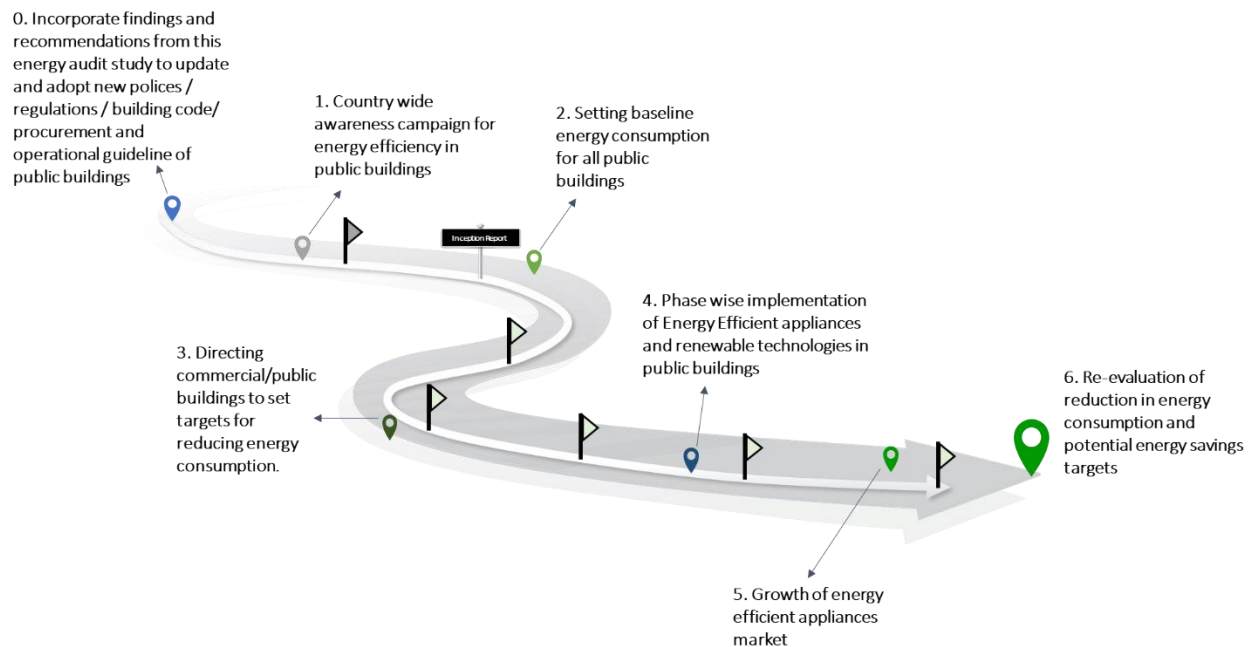 0. Incorporate findings and
recommendations from this
energy audit study to update
and adopt new polices /
regulations / building code/
procurement and
operational guideline of
public buildings
1. Country wide
awareness campaign for
energy efficiency in
public buildings
2. Setting baseline
energy consumption
for all public
buildings
Inception Report
3. Directing
commercial/public
buildings to set
targets for
reducing energy
consumption.
4. Phase wise implementation
of Energy Efficient appliances
and renewable technologies in
public buildings
5. Growth of energy
efficient appliances
market
6. Re-evaluation of
reduction in energy
consumption and
potential energy savings
targets